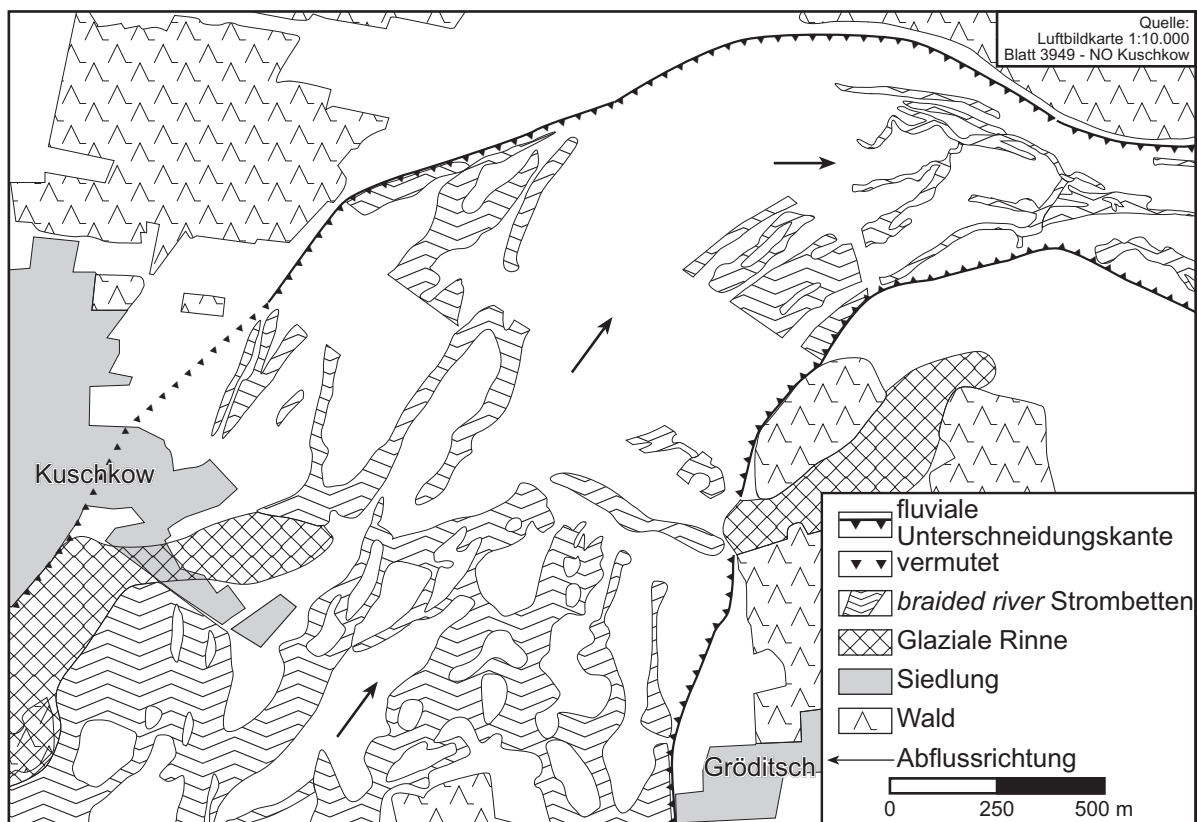 Quelle:
Luftbildkarte 1:10.000
Blatt 3949 - NO Kuschkow
Kuschkow
Gröditsch
fluviale
Unterschneidungskante
vermutet
braided river Strombetten
Glaziale Rinne
Siedlung
Wald
Abflussrichtung
0 250 500 m